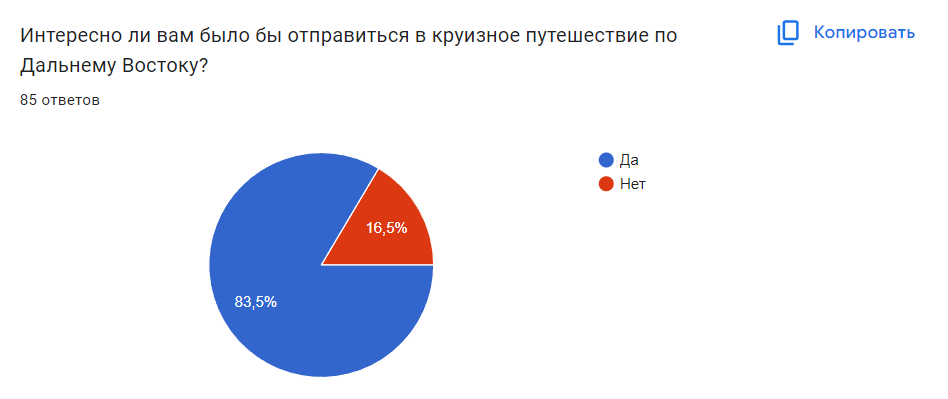 Интересно ли вам было бы отправиться в круизное путешествие по
Дальнему Востоку?
Копировать
85 ответов
Да
Нет
16,5%
83,5%